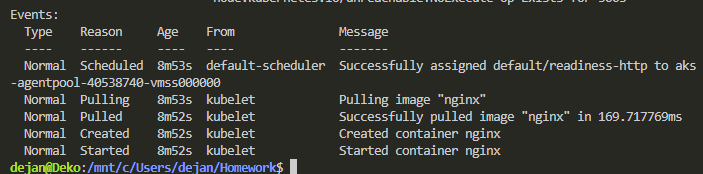 Events:
  Type    Reason     Age    From               Message
  ----    ------     ----   ----               -------
  Normal  Scheduled  8m53s  default-scheduler  Successfully assigned default/readiness-http to aks
-agentpool-40538740-vmss000000
  Normal  Pulling    8m53s  kubelet            Pulling image "nginx"
  Normal  Pulled     8m52s  kubelet            Successfully pulled image "nginx" in 169.717769ms
  Normal  Created    8m52s  kubelet            Created container nginx
  Normal  Started    8m52s  kubelet            Started container nginx
dejan@Deko:/mnt/c/Users/dejan/Homework$